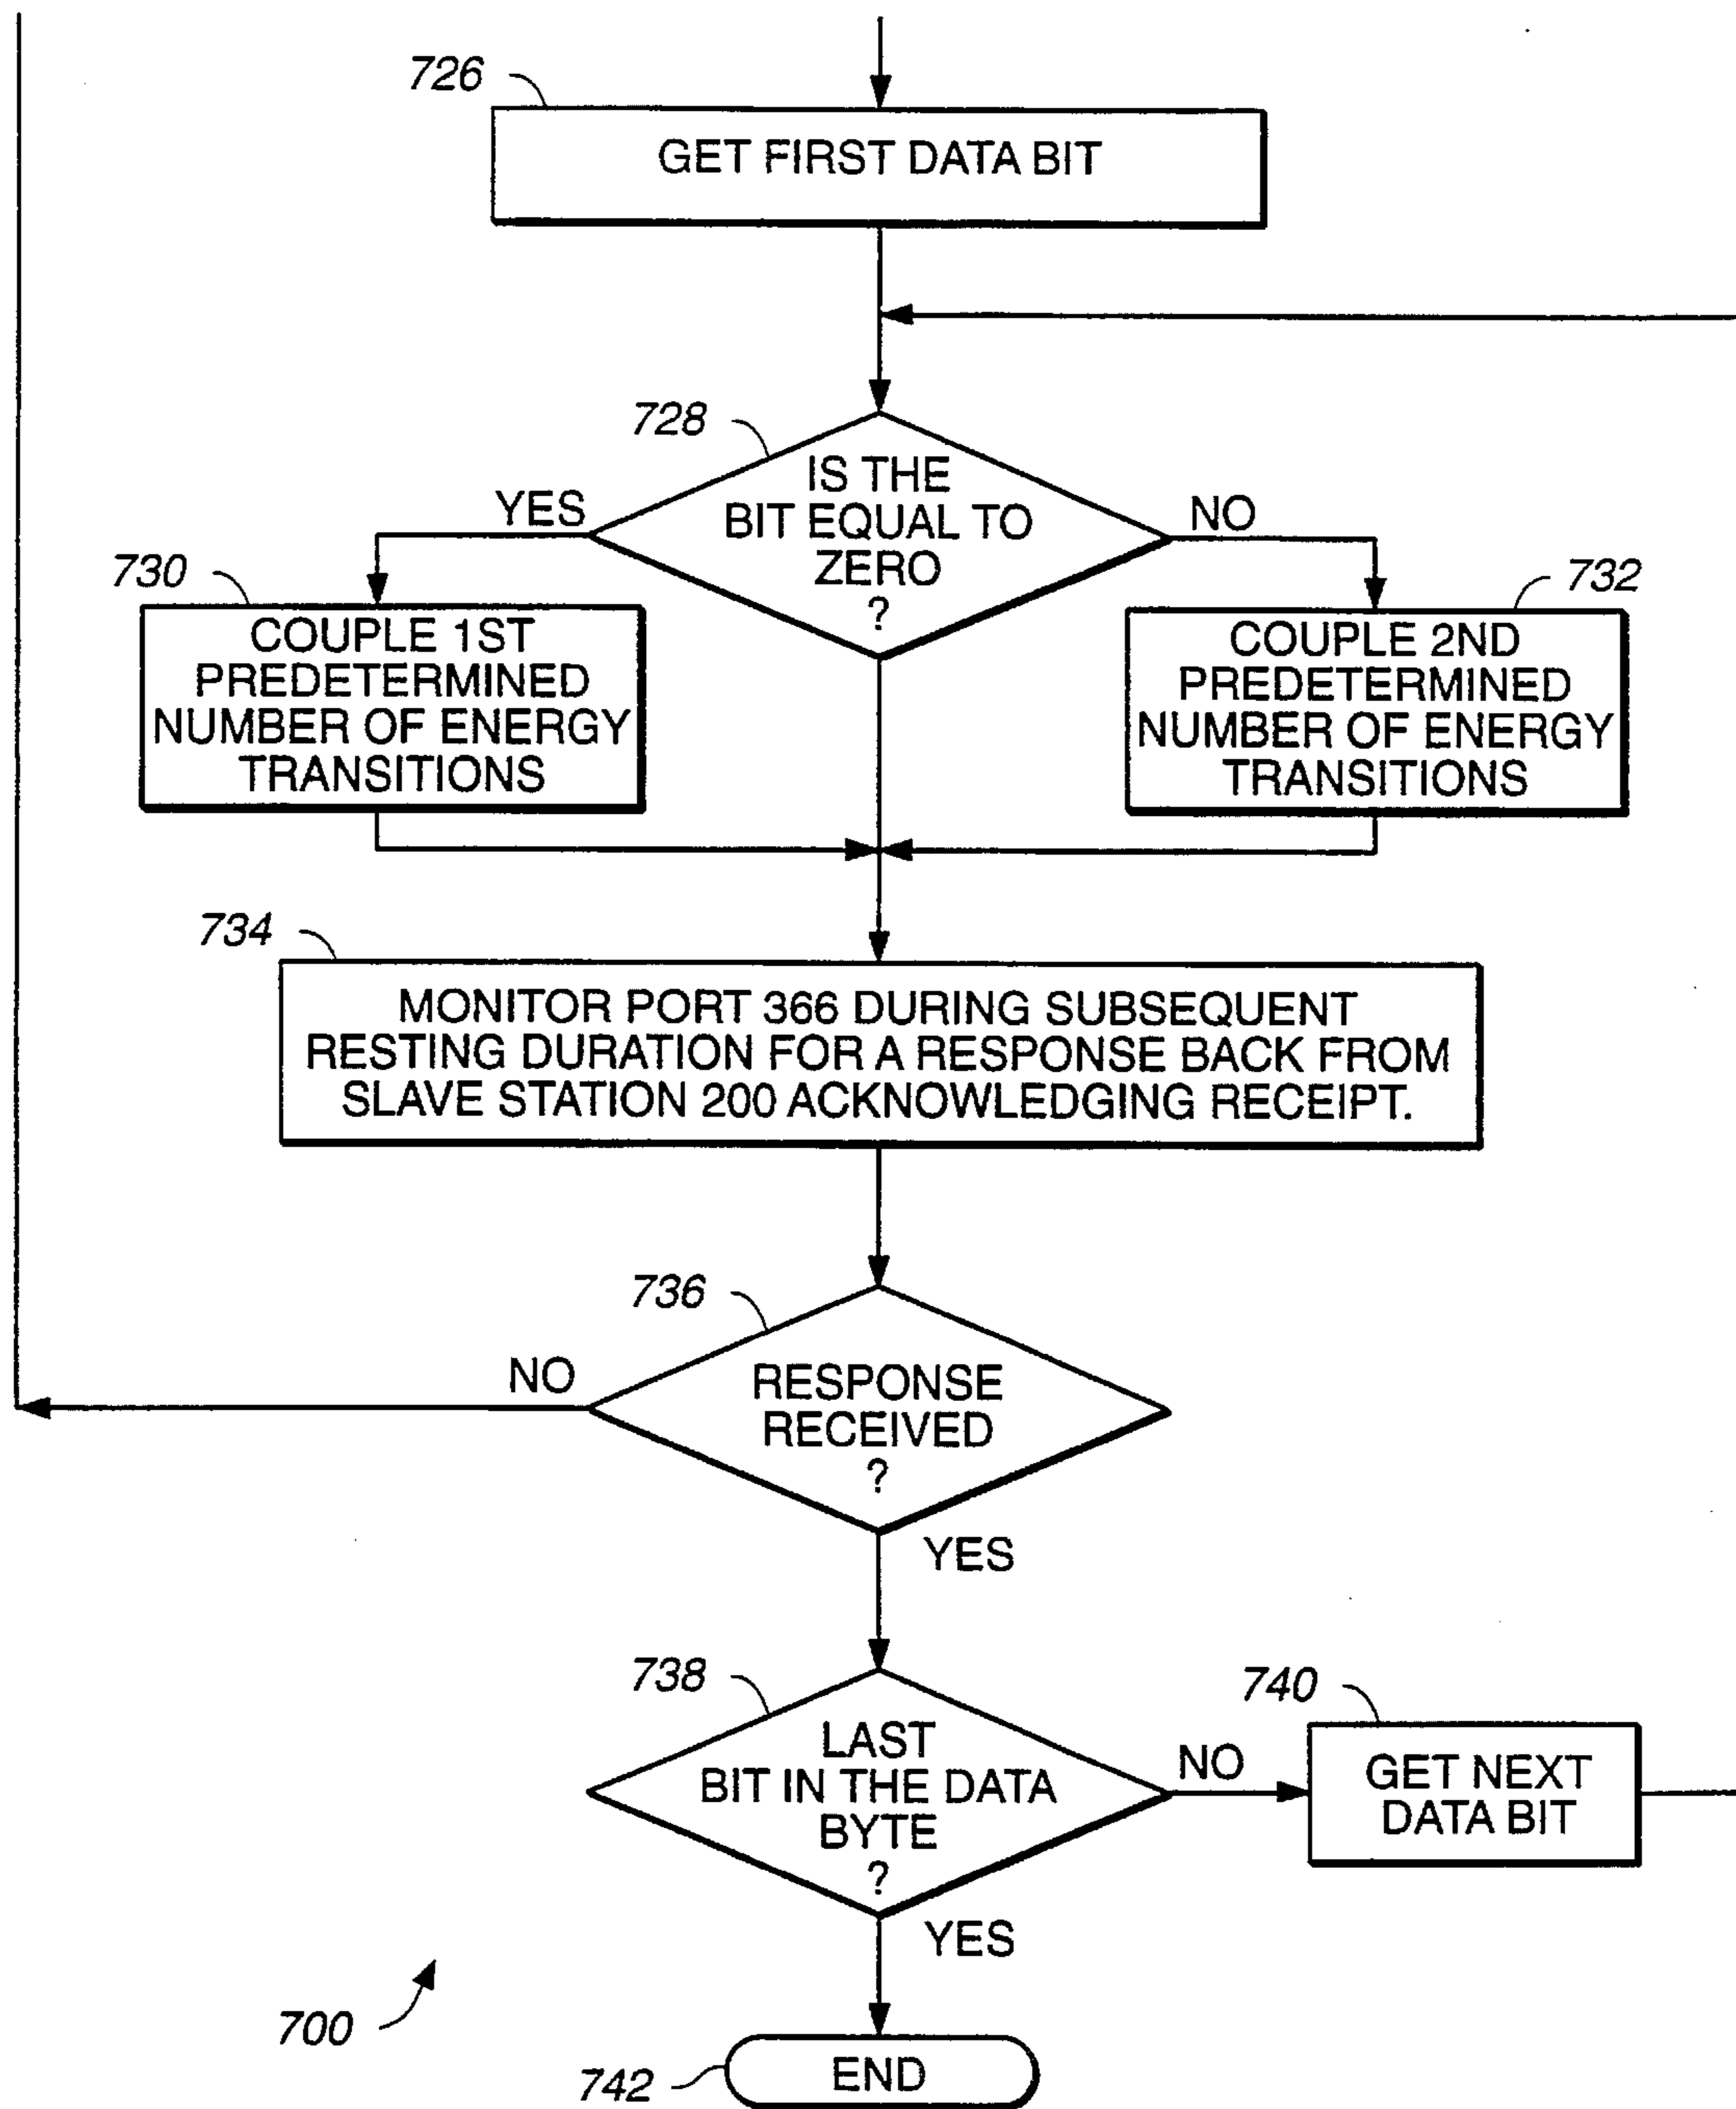 726
GET FIRST DATA BIT
728
IS THE
BIT EQUAL TO
ZERO
?
YES
NO
730
COUPLE 1ST
PREDETERMINED
NUMBER OF ENERGY
TRANSITIONS
732
COUPLE 2ND
PREDETERMINED
NUMBER OF ENERGY
TRANSITIONS
734
MONITOR PORT 366 DURING SUBSEQUENT
RESTING DURATION FOR A RESPONSE BACK FROM
SLAVE STATION 200 ACKNOWLEDGING RECEIPT.
736
NO
RESPONSE
RECEIVED
?
YES
738
LAST
BIT IN THE DATA
BYTE
?
NO
740
GET NEXT
DATA BIT
YES
700
742
END